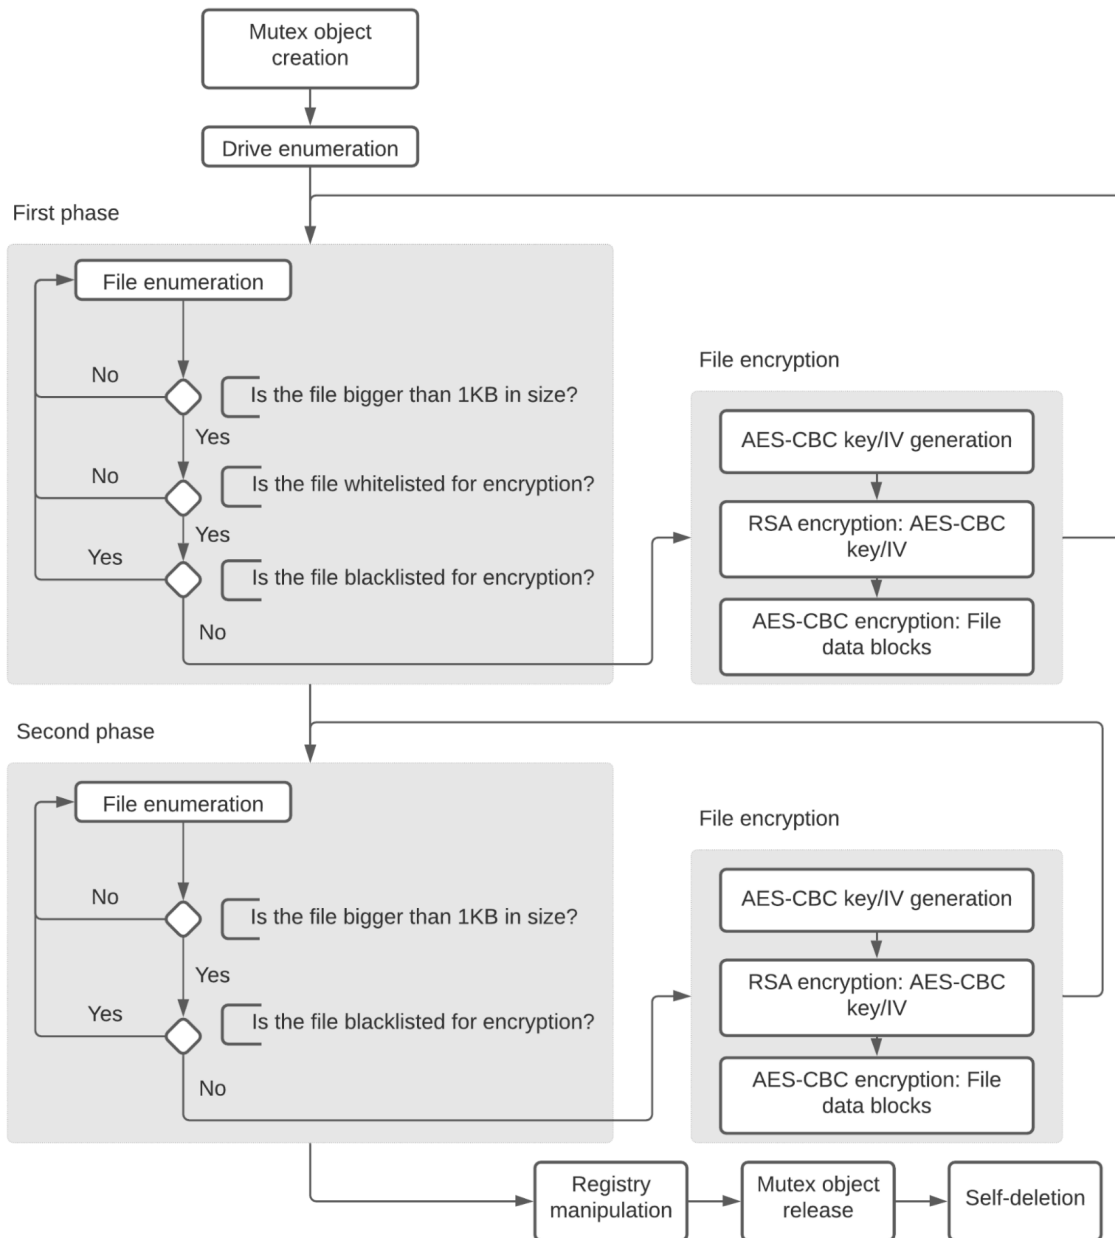 Mutex object
creation
Drive enumeration
First phase
File enumeration
No
Is the file bigger than 1KB in size?
Yes
No
Is the file whitelisted for encryption?
Yes
Yes
Is the file blacklisted for encryption?
No
File encryption
AES-CBC key/IV generation
RSA encryption: AES-CBC
key/IV
AES-CBC encryption: File
data blocks
Second phase
File enumeration
No
Is the file bigger than 1KB in size?
Yes
Yes
Is the file blacklisted for encryption?
No
File encryption
AES-CBC key/IV generation
RSA encryption: AES-CBC
key/IV
AES-CBC encryption: File
data blocks
Registry
manipulation
Mutex object
release
Self-deletion